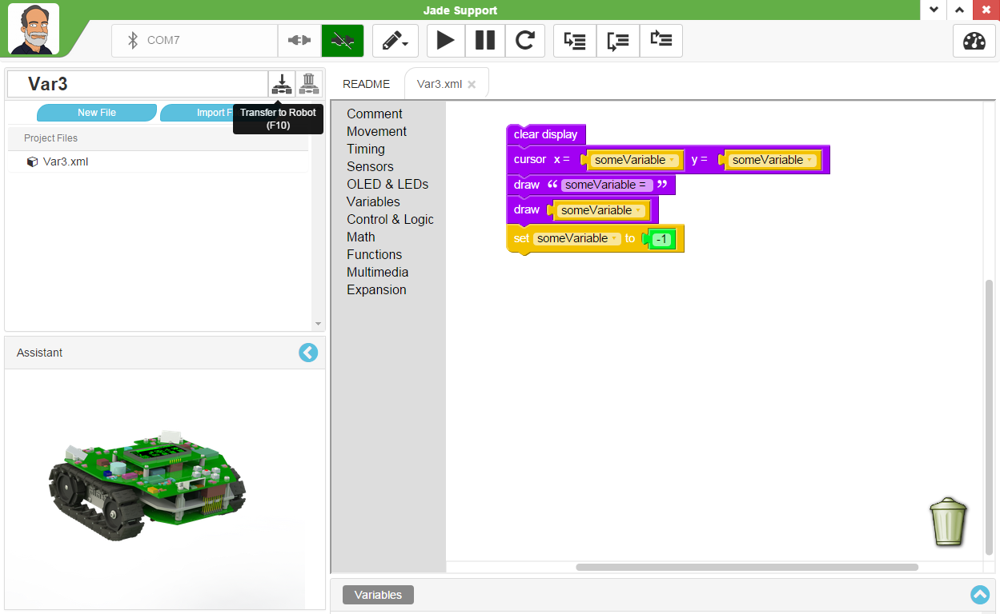 Jade Support
COM7
Var3
New File
Import F
Transfer to Robot
(F10)
Project Files
Var3.xml
Assistant
README
Var3.xml
Comment
Movement
Timing
Sensors
OLED & LEDs
Variables
Control & Logic
Math
Functions
Multimedia
Expansion
clear display
cursor x = someVariable y = someVariable
draw “ someVariable = ”
draw someVariable
set someVariable to -1
Variables